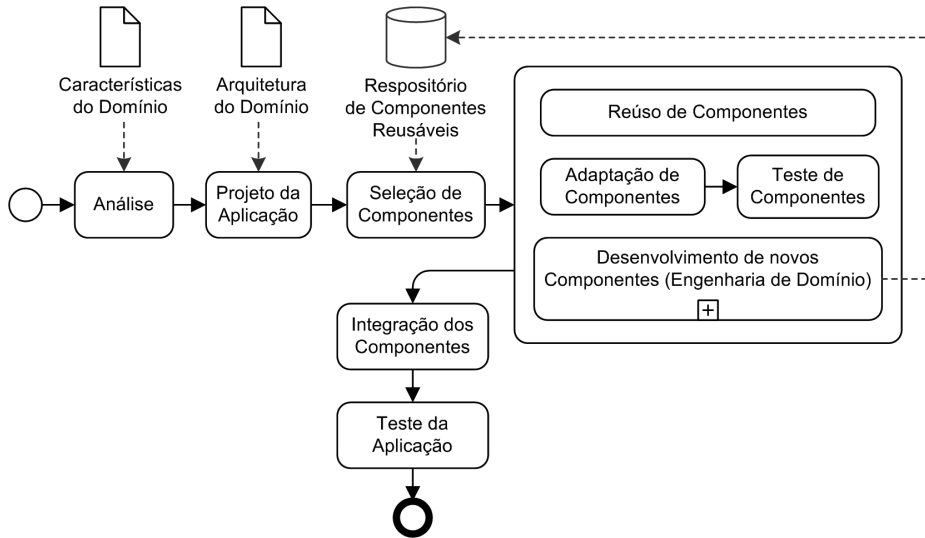 Características
do Domínio
Arquitetura
do Domínio
Respositório
de Componentes
Reusáveis
Análise
Projeto da
Aplicação
Seleção de
Componentes
Reúso de Componentes
Adaptação de
Componentes
Teste de
Componentes
Desenvolvimento de novos
Componentes (Engenharia de Domínio)
Integração dos
Componentes
Teste da
Aplicação